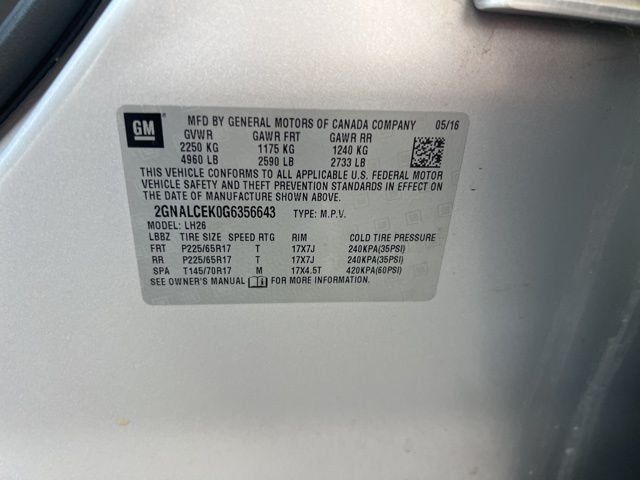 GM
MFD BY GENERAL MOTORS OF CANADA COMPANY 05/16
GVWR GAWR FRT GAWR RR
2250 KG 1175 KG 1240 KG
4960 LB 2590 LB 2733 LB
THIS VEHICLE CONFORMS TO ALL APPLICABLE U.S. FEDERAL MOTOR
VEHICLE SAFETY AND THEFT PREVENTION STANDARDS IN EFFECT ON
THE DATE OF MANUFACTURE SHOWN ABOVE.
2GNALCEK0G6356643 TYPE: M.P.V.
MODEL: LH26
LBBZ TIRE SIZE SPEED RTG RIM COLD TIRE PRESSURE
FRT P225/65R17 T 17X7J 240KPA(35PSI)
RR P225/65R17 T 17X7J 240KPA(35PSI)
SPA T145/70R17 M 17X4.5T 420KPA(60PSI)
SEE OWNER'S MANUAL FOR MORE INFORMATION.